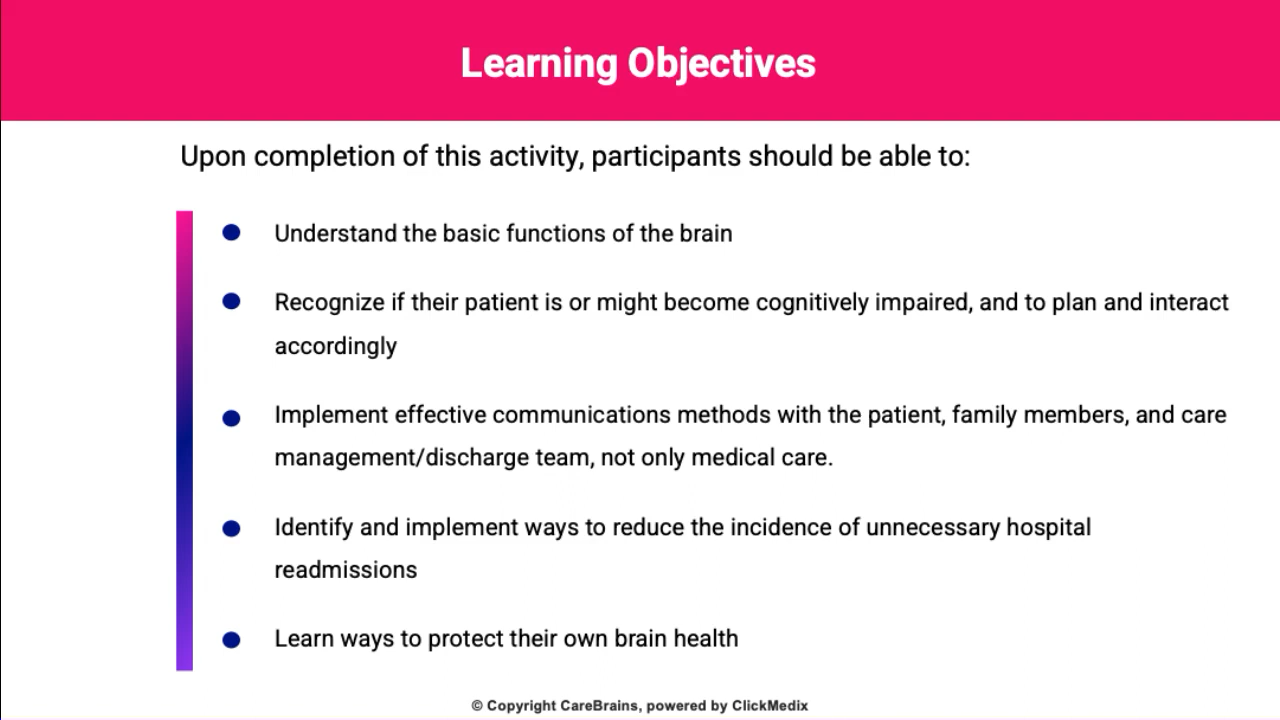 Learning Objectives
Upon completion of this activity, participants should be able to:
Understand the basic functions of the brain
Recognize if their patient is or might become cognitively impaired, and to plan and interact
accordingly
Implement effective communications methods with the patient, family members, and care
management/discharge team, not only medical care.
Identify and implement ways to reduce the incidence of unnecessary hospital
readmissions
Learn ways to protect their own brain health
© Copyright CareBrains, powered by ClickMedix